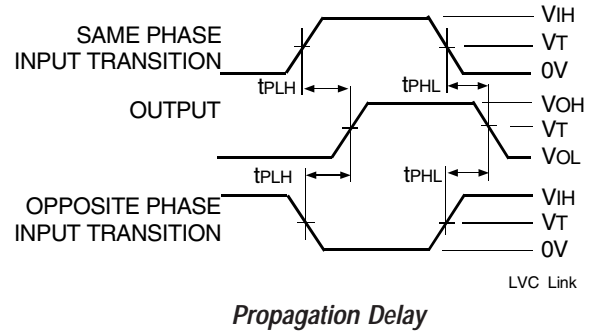 SAME PHASE
INPUT TRANSITION
VIH
VT
0V
tPLH
tPHL
OUTPUT
VOH
VT
VOL
tPLH
tPHL
OPPOSITE PHASE
INPUT TRANSITION
VIH
VT
0V
LVC Link
Propagation Delay